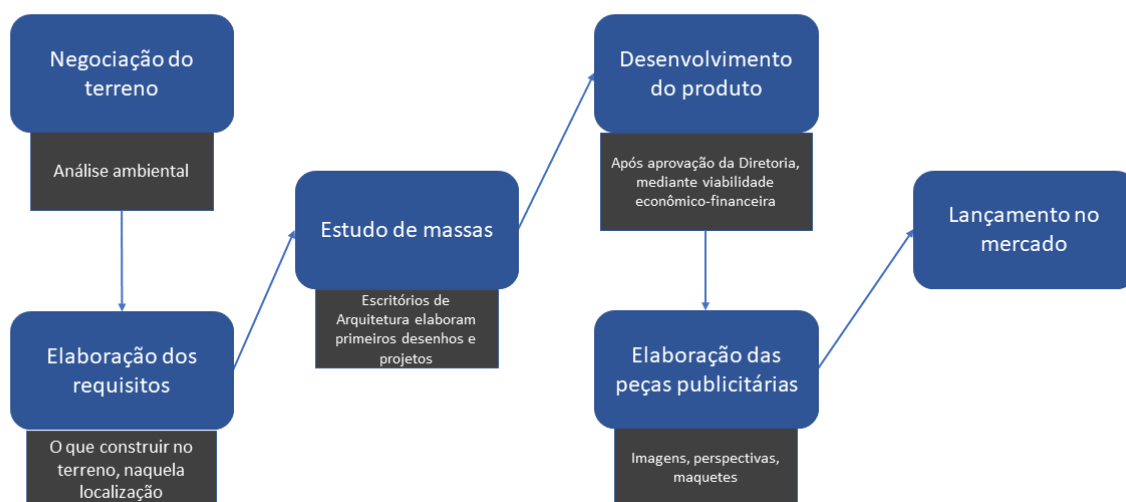 Negociação do
terreno
Análise ambiental
Elaboração dos
requisitos
O que construir no
terreno, naquela
localização
Estudo de massas
Escritórios de
Arquitetura elaboram
primeiros desenhos e
projetos
Desenvolvimento
do produto
Após aprovação da Diretoria,
mediante viabilidade
econômico-financeira
Elaboração das
peças publicitárias
Imagens, perspectivas,
maquetes
Lançamento no
mercado